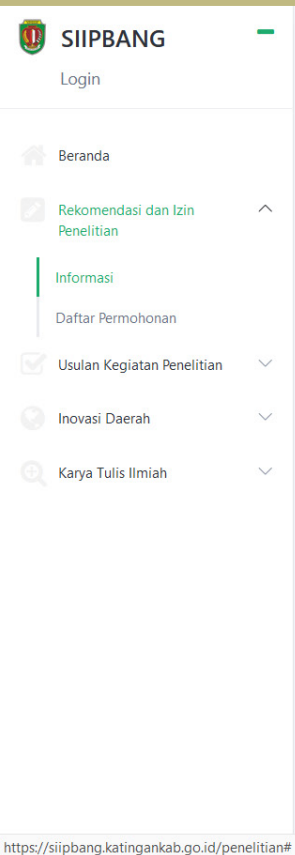 SIIPBANG
Login
Beranda
Rekomendasi dan Izin
Penelitian
Informasi
Daftar Permohonan
Usulan Kegiatan Penelitian
Inovasi Daerah
Karya Tulis Ilmiah
https://siipbang.katingankab.go.id/penelitian#